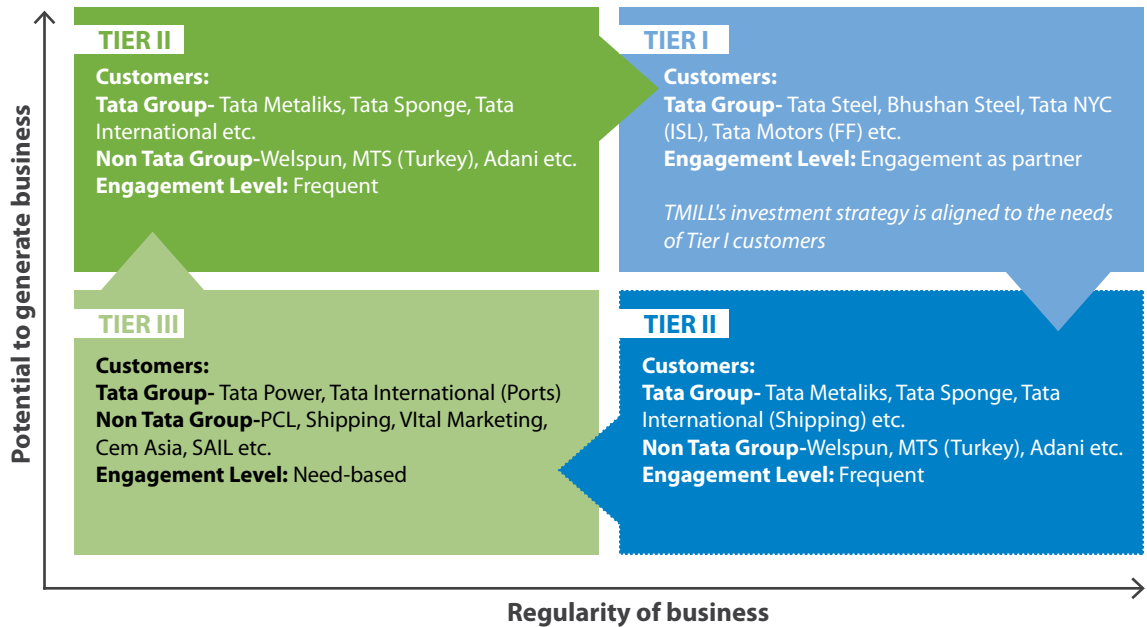 Potential to generate business
TIER II
Customers:
Tata Group- Tata Metaliks, Tata Sponge, Tata
International etc.
Non Tata Group-Welspun, MTS (Turkey), Adani etc.
Engagement Level: Frequent
TIER I
Customers:
Tata Group- Tata Steel, Bhushan Steel, Tata NYC
(ISL), Tata Motors (FF) etc.
Engagement Level: Engagement as partner
TMILL's investment strategy is aligned to the needs
of Tier I customers
TIER III
Customers:
Tata Group- Tata Power, Tata International (Ports)
Non Tata Group-PCL, Shipping, VItal Marketing,
Cem Asia, SAIL etc.
Engagement Level: Need-based
TIER II
Customers:
Tata Group- Tata Metaliks, Tata Sponge, Tata
International (Shipping) etc.
Non Tata Group-Welspun, MTS (Turkey), Adani etc.
Engagement Level: Frequent
Regularity of business